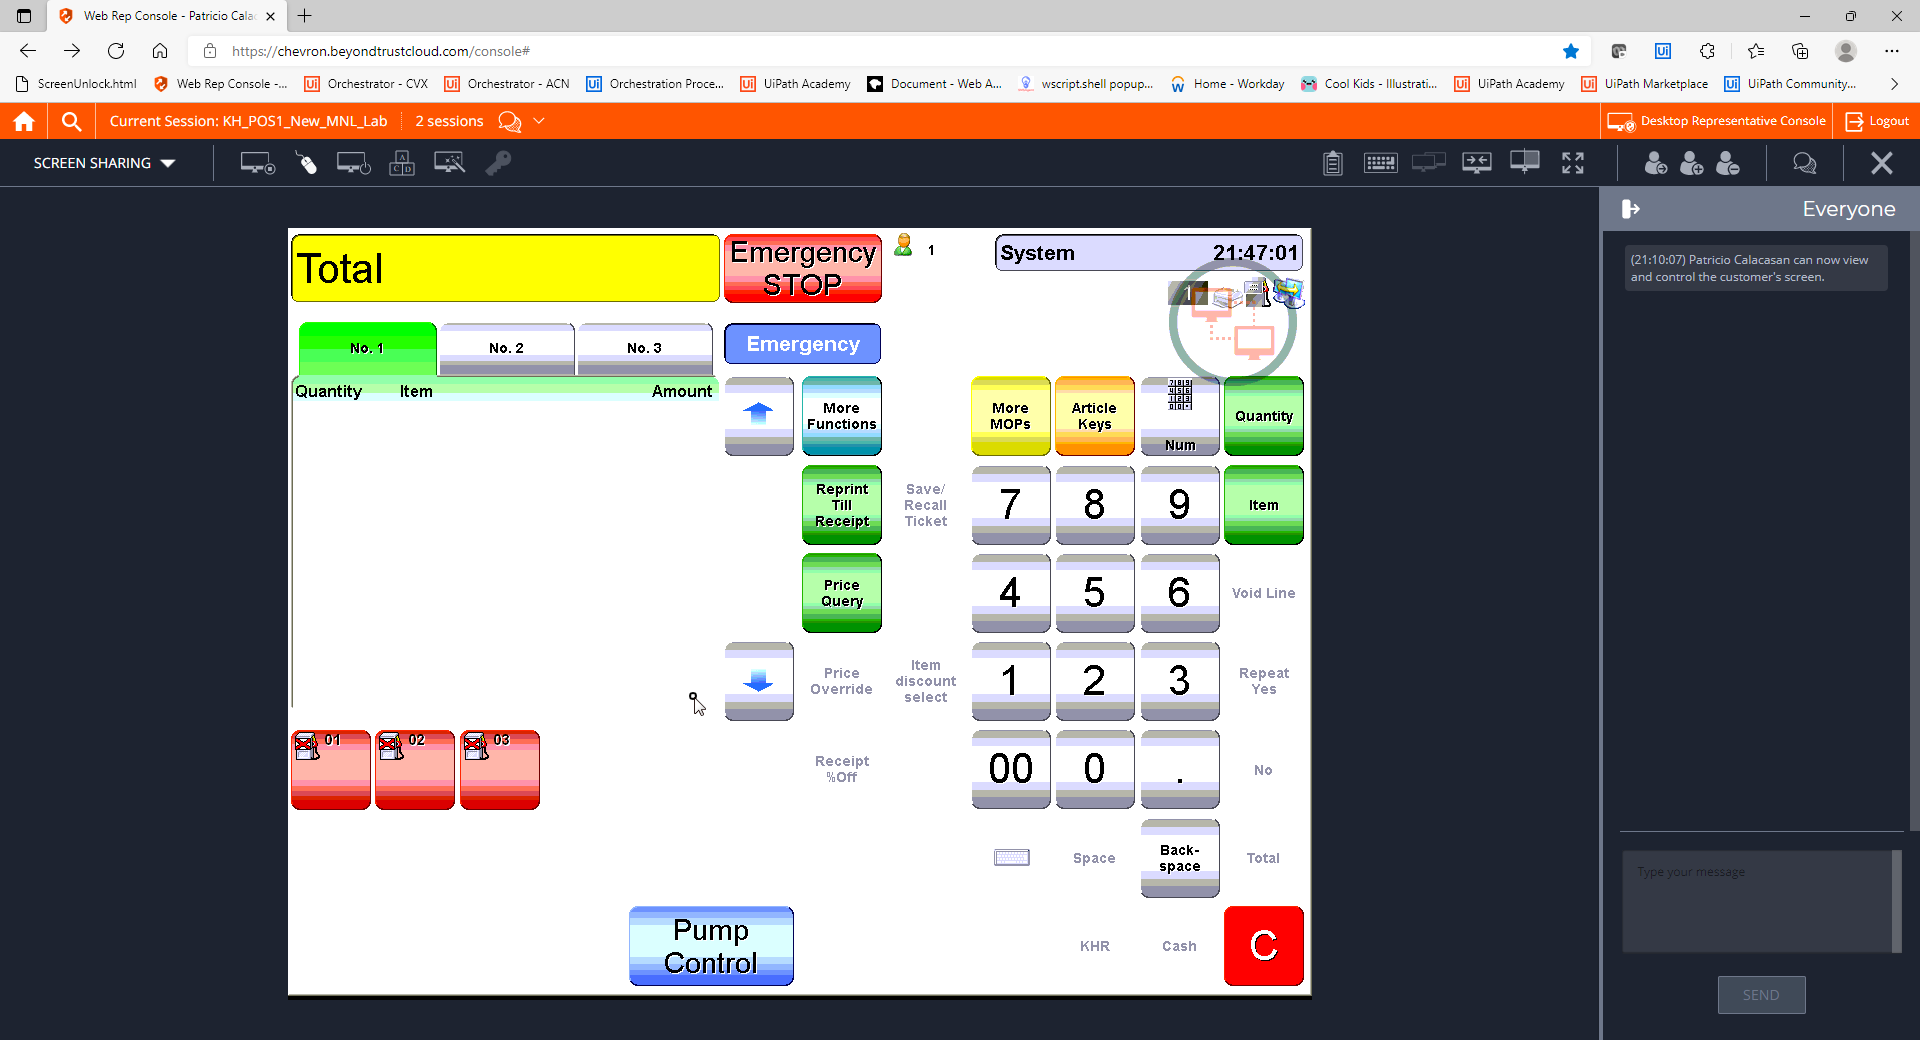 Web Rep Console - Patricio Cala
https://chevron.beyondtrustcloud.com/console#
ScreenUnlock.html
Web Rep Console -...
Orchestrator - CVX
Orchestrator - ACN
Orchestration Proce...
UiPath Academy
Document - Web A...
wscript.shell popup...
Home - Workday
Cool Kids - Illustrati...
UiPath Academy
UiPath Marketplace
UiPath Community...
Current Session: KH_POS1_New_MNL_Lab
2 sessions
Desktop Representative Console
Logout
SCREEN SHARING
Everyone
(21:10:07) Patricio Calacasan can now view
and control the customer's screen.
Total
Emergency
STOP
1
System
21:47:01
1
No. 1
No. 2
No. 3
Emergency
Quantity
Item
Amount
More
Functions
More
MOPs
Article
Keys
Num
Quantity
Reprint
Till
Receipt
Save/
Recall
Ticket
7
8
9
Item
Price
Query
4
5
6
Void Line
Price
Override
Item
discount
select
1
2
3
Repeat
Yes
01
02
03
Receipt
%Off
00
0
.
No
Space
Back-
space
Total
Type your message
Pump
Control
KHR
Cash
C
SEND